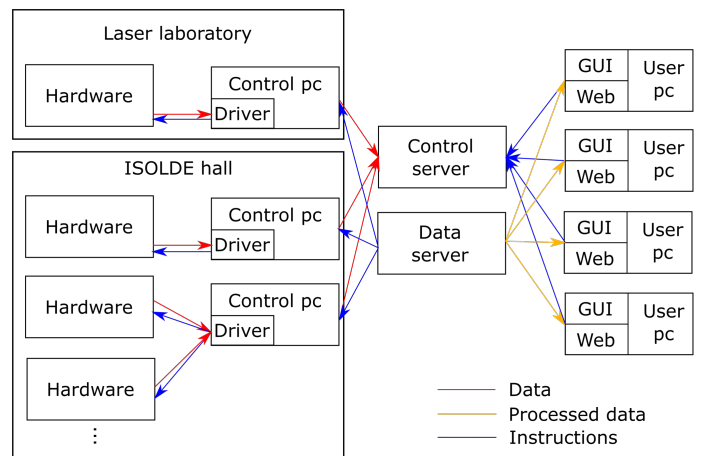 Laser laboratory
Hardware
Control pc
Driver
ISOLDE hall
Hardware
Control pc
Driver
Hardware
Control pc
Driver
Hardware
⋮
Control
server
Data
server
GUI
Web
User
pc
GUI
Web
User
pc
GUI
Web
User
pc
GUI
Web
User
pc
Data
Processed data
Instructions